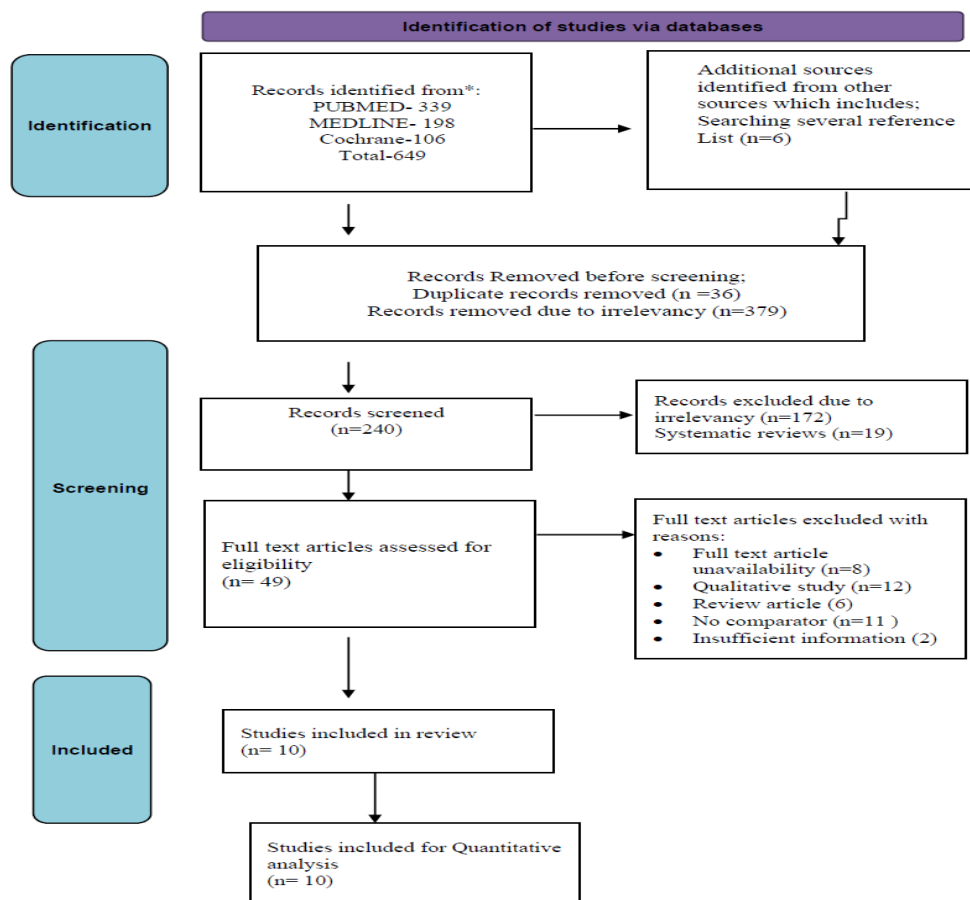 Identification of studies via databases
Identification
Records identified from*:
PUBMED- 339
MEDLINE- 198
Cochrane-106
Total-649
Additional sources
identified from other
sources which includes;
Searching several reference
List (n=6)
Records Removed before screening;
Duplicate records removed (n =36)
Records removed due to irrelevancy (n=379)
Screening
Records screened
(n=240)
Records excluded due to
irrelevancy (n=172)
Systematic reviews (n=19)
Full text articles assessed for
eligibility
(n= 49)
Full text articles excluded with
reasons:
• Full text article
unavailability (n=8)
• Qualitative study (n=12)
• Review article (6)
• No comparator (n=11 )
• Insufficient information (2)
Included
Studies included in review
(n= 10)
Studies included for Quantitative
analysis
(n= 10)